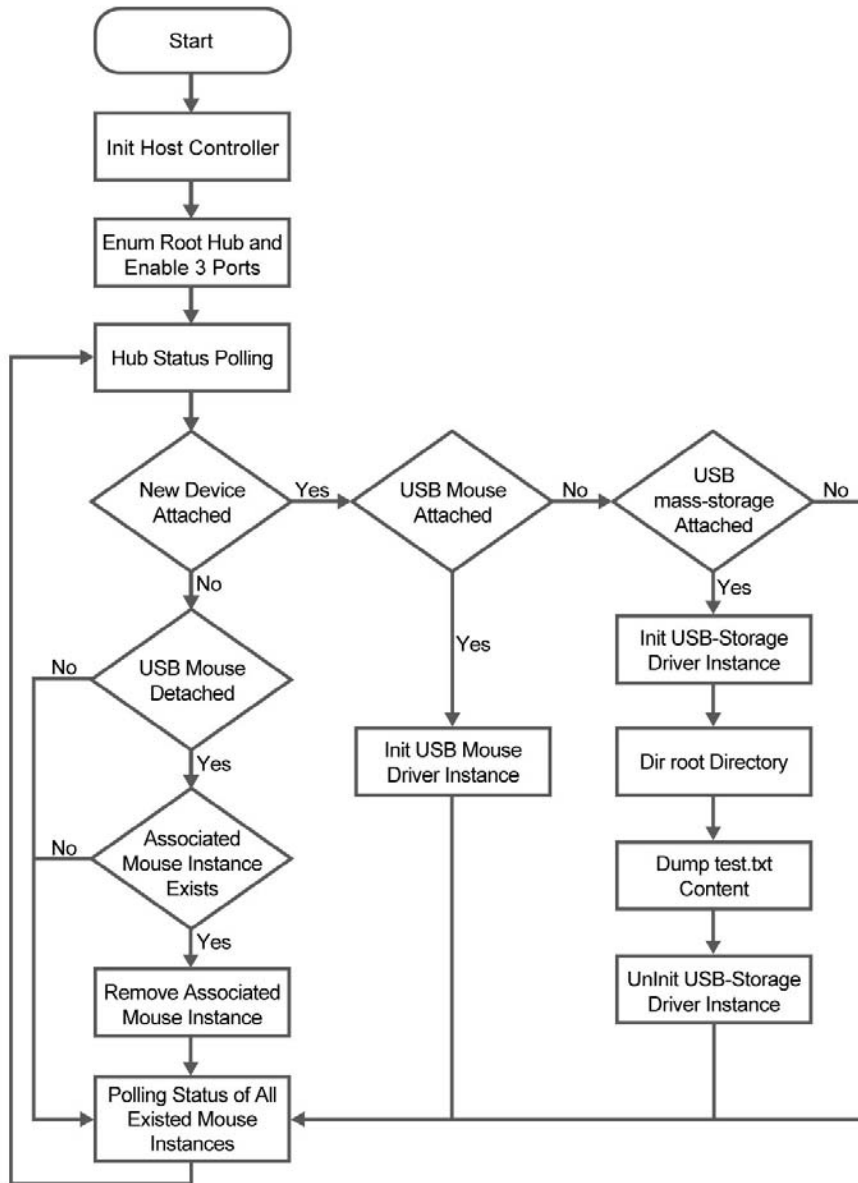 Start
Init Host Controller
Enum Root Hub and
Enable 3 Ports
Hub Status Polling
New Device
Attached
Yes
USB Mouse
Attached
No
USB
mass-storage
Attached
No
No
Yes
Yes
Init USB-Storage
Driver Instance
No
USB Mouse
Detached
Yes
Init USB Mouse
Driver Instance
Dir root Directory
No
Associated
Mouse Instance
Exists
Yes
Dump test.txt
Content
Remove Associated
Mouse Instance
UnInit USB-Storage
Driver Instance
Polling Status of All
Existed Mouse
Instances